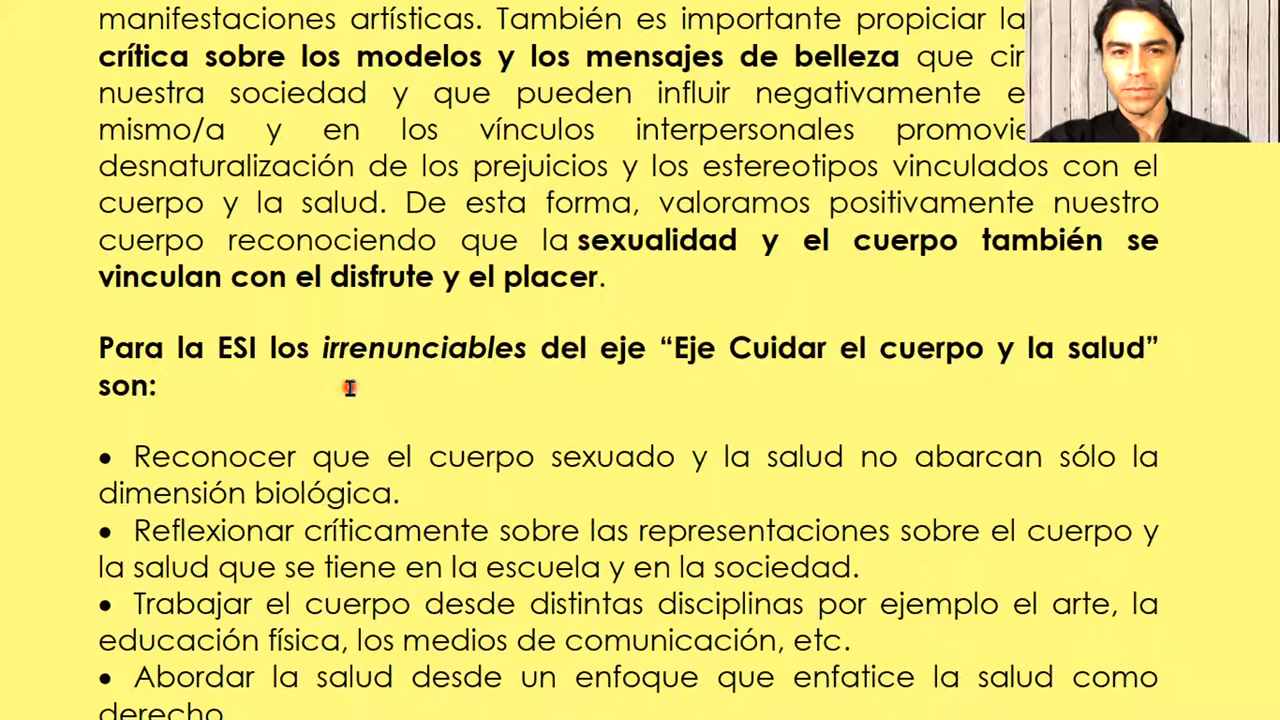 manifestaciones artísticas. También es importante propiciar la
crítica sobre los modelos y los mensajes de belleza que cir
nuestra sociedad y que pueden influir negativamente e
mismo/a y en los vínculos interpersonales promovie
desnaturalización de los prejuicios y los estereotipos vinculados con el
cuerpo y la salud. De esta forma, valoramos positivamente nuestro
cuerpo reconociendo que la sexualidad y el cuerpo también se
vinculan con el disfrute y el placer.
Para la ESI los irrenunciables del eje “Eje Cuidar el cuerpo y la salud”
son:
• Reconocer que el cuerpo sexuado y la salud no abarcan sólo la
dimensión biológica.
• Reflexionar críticamente sobre las representaciones sobre el cuerpo y
la salud que se tiene en la escuela y en la sociedad.
• Trabajar el cuerpo desde distintas disciplinas por ejemplo el arte, la
educación física, los medios de comunicación, etc.
• Abordar la salud desde un enfoque que enfatice la salud como
derecho